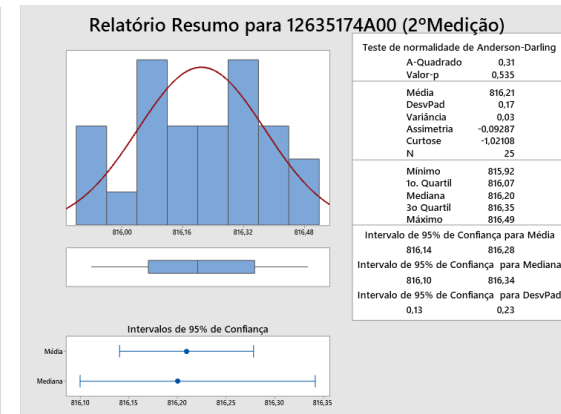 Relatório Resumo para 12635174A00 (2ºMedição)
Teste de normalidade de Anderson-Darling
A-Quadrado 0,31
Valor-p 0,535
Média 816,21
DesvPad 0,17
Variância 0,03
Assimetria -0,09287
Curtose -1,02108
N 25
Mínimo 815,92
1o. Quartil 816,07
Mediana 816,20
3o Quartil 816,35
Máximo 816,49
Intervalo de 95% de Confiança para Média
816,14 816,28
Intervalo de 95% de Confiança para Mediana
816,10 816,34
Intervalo de 95% de Confiança para DesvPad
0,13 0,23
816,00 816,16 816,32 816,48
Intervalos de 95% de Confiança
Média
Mediana
816,10 816,15 816,20 816,25 816,30 816,35